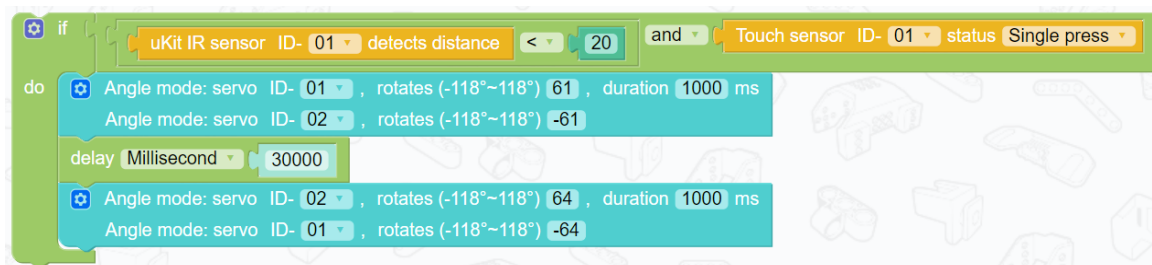 if uKit IR sensor ID- 01 detects distance < 20 and Touch sensor ID- 01 status Single press
do Angle mode: servo ID- 01 , rotates (-118°~118°) 61 , duration 1000 ms
Angle mode: servo ID- 02 , rotates (-118°~118°) -61
delay Millisecond 30000
Angle mode: servo ID- 02 , rotates (-118°~118°) 64 , duration 1000 ms
Angle mode: servo ID- 01 , rotates (-118°~118°) -64